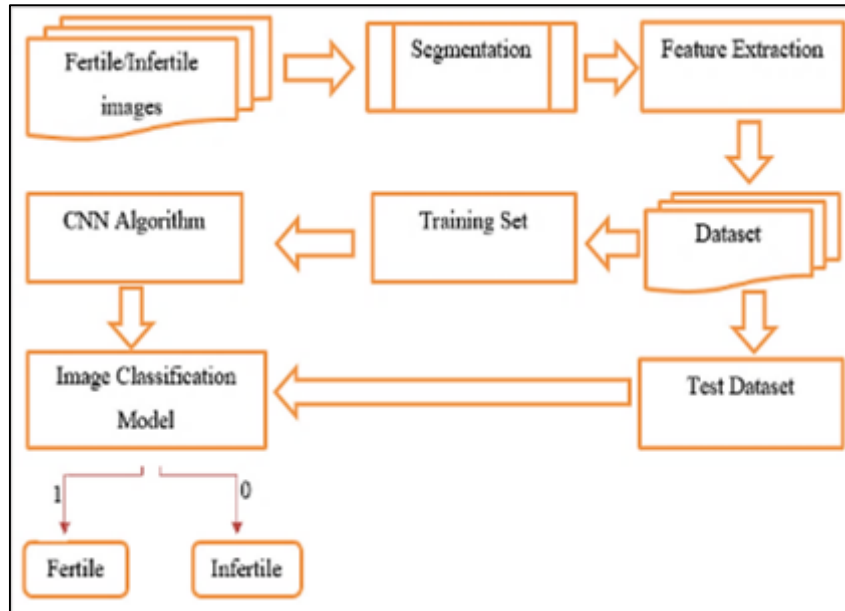 Fertile/Infertile
images
Segmentation
Feature Extraction
CNN Algorithm
Training Set
Dataset
Image Classification
Model
Test Dataset
1
0
Fertile
Infertile